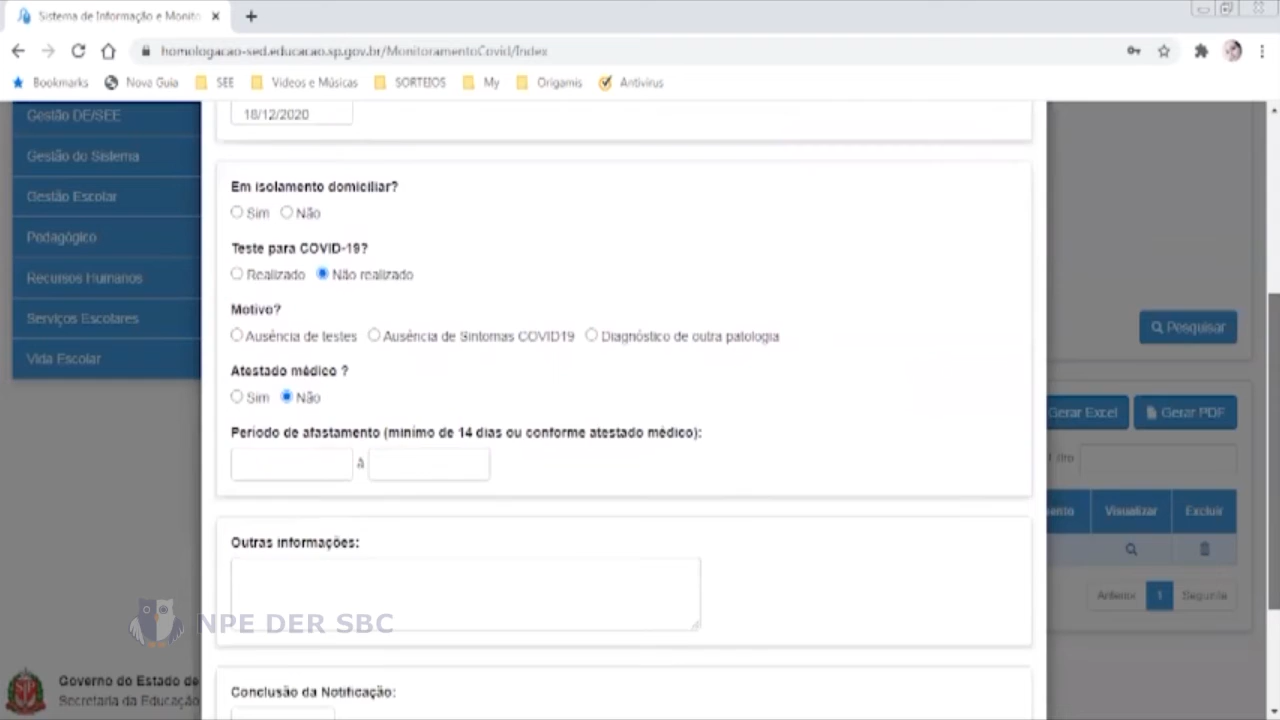 Sistema de Informação e Monito
homologacao-sed.educacao.sp.gov.br/MonitoramentoCovid/Index
Bookmarks Nova Guia SEE Videos e Músicas SORTEIOS My Origamis Antivirus
Gestão DE/SEE
18/12/2020
Gestão do Sistema
Em isolamento domiciliar?
Gestão Escolar
Sim Não
Pedagógico
Teste para COVID-19?
Recursos Humanos
Realizado Não realizado
Motivo?
Serviços Escolares
Pesquisar
Ausência de testes Ausência de Sintomas COVID19 Diagnóstico de outra patologia
Vida Escolar
Atestado médico ?
Sim Não
Gerar Excel Gerar PDF
Período de afastamento (mínimo de 14 dias ou conforme atestado médico):
à
ento Visualizar Excluir
Outras informações:
Anterior 1 Seguinte
NPE DER SBC
Governo do Estado de
Secretaria da Educação
Conclusão da Notificação: